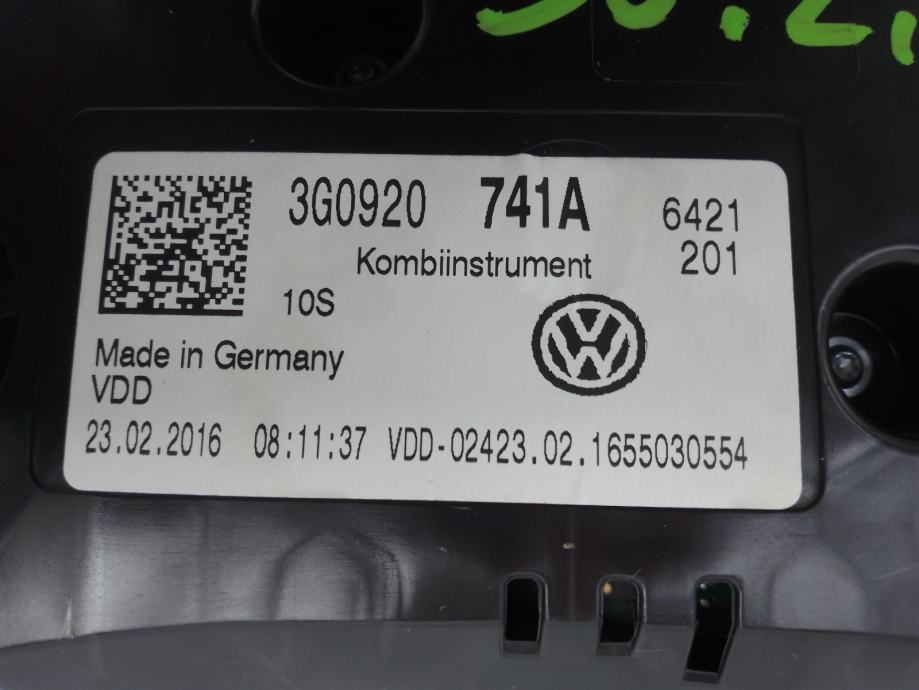 3G0920 741A 6421
Kombiinstrument 201
10S
Made in Germany
VDD
23.02.2016 08:11:37 VDD-02423.02.1655030554